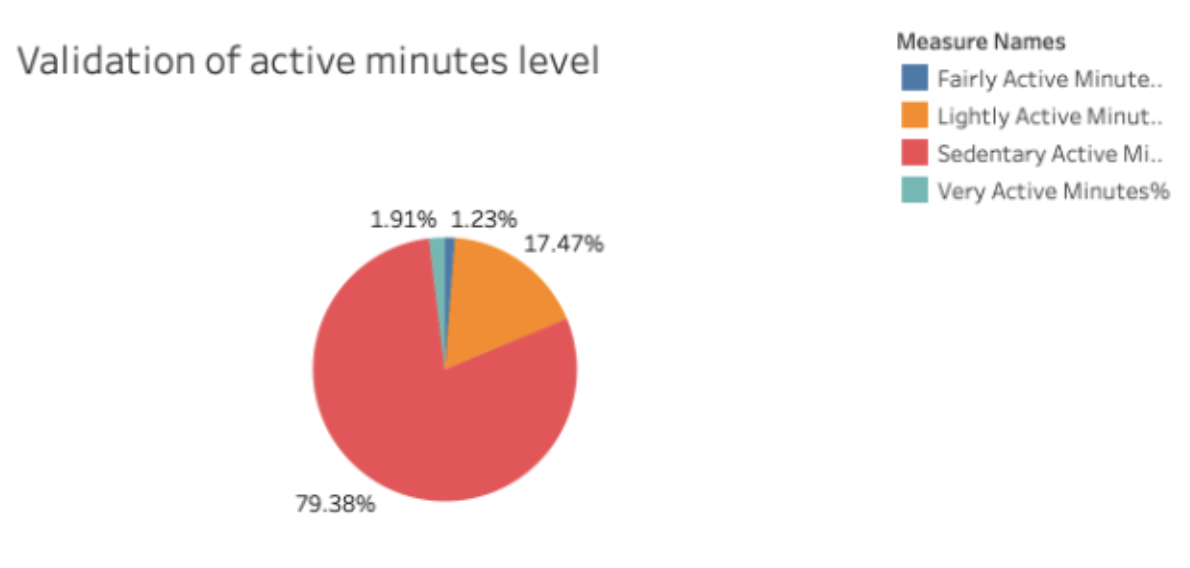 Validation of active minutes level
Measure Names
Fairly Active Minute..
Lightly Active Minut..
Sedentary Active Mi..
Very Active Minutes%
1.91% 1.23%
17.47%
79.38%